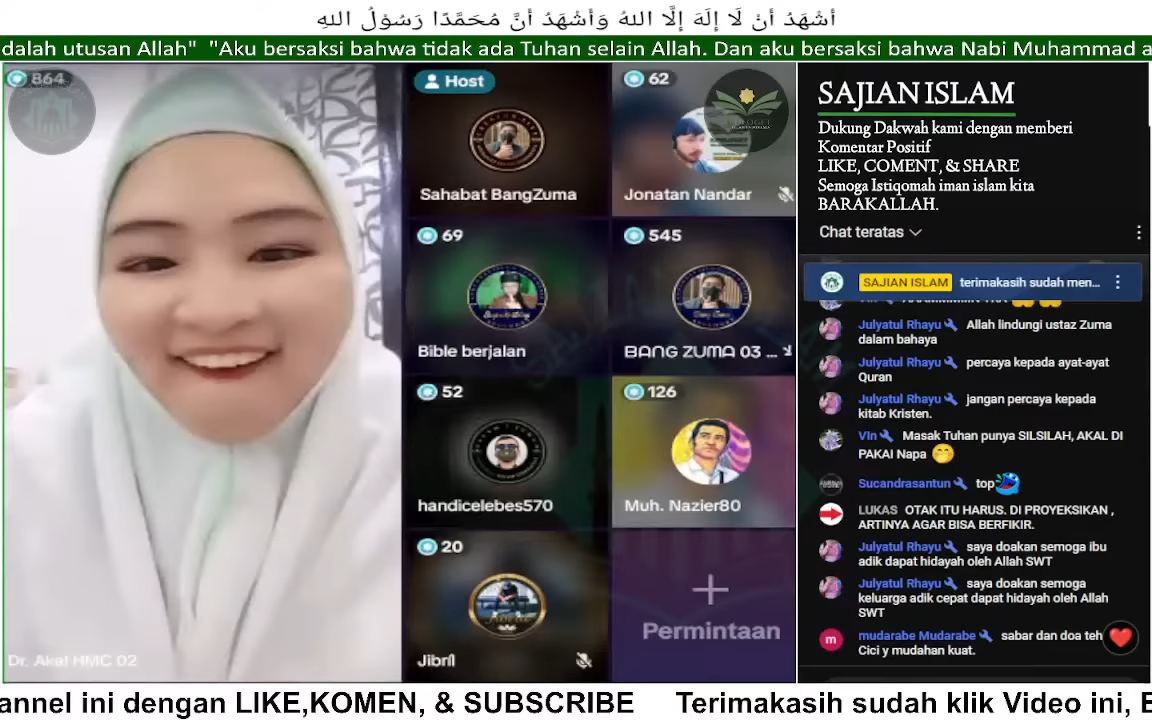 أشْهَدُ أنْ لَا إلَهَ إلَّا اللهُ وَأشْهَدُ أنَّ مُحَمَّدًا رَسُوْلُ اللهِ
dalah utusan Allah" "Aku bersaksi bahwa tidak ada Tuhan selain Allah. Dan aku bersaksi bahwa Nabi Muhammad a
864
Dr. Akal HMC 02
Host
Sahabat BangZuma
62
Jonatan Nandar
69
Bible berjalan
545
BANG ZUMA 03 ...
52
handicelebes570
126
Muh. Nazier80
20
Jibril
+
Permintaan
SAJIAN ISLAM
Dukung Dakwah kami dengan memberi
Komentar Positif
LIKE, COMENT, & SHARE
Semoga Istiqomah iman islam kita
BARAKALLAH.
Chat teratas
SAJIAN ISLAM terimakasih sudah men...
Julyatul Rhayu Allah lindungi ustaz Zuma
dalam bahaya
Julyatul Rhayu percaya kepada ayat-ayat
Quran
Julyatul Rhayu jangan percaya kepada
kitab Kristen.
VIn Masak Tuhan punya SILSILAH, AKAL DI
PAKAI Napa 🤭
Sucandrasantun top
LUKAS OTAK ITU HARUS. DI PROYEKSIKAN ,
ARTINYA AGAR BISA BERFIKIR.
Julyatul Rhayu saya doakan semoga ibu
adik dapat hidayah oleh Allah SWT
Julyatul Rhayu saya doakan semoga
keluarga adik cepat dapat hidayah oleh Allah
SWT
m mudarabe Mudarabe sabar dan doa teh
Cici y mudahan kuat.
annel ini dengan LIKE,KOMEN, & SUBSCRIBE Terimakasih sudah klik Video ini,